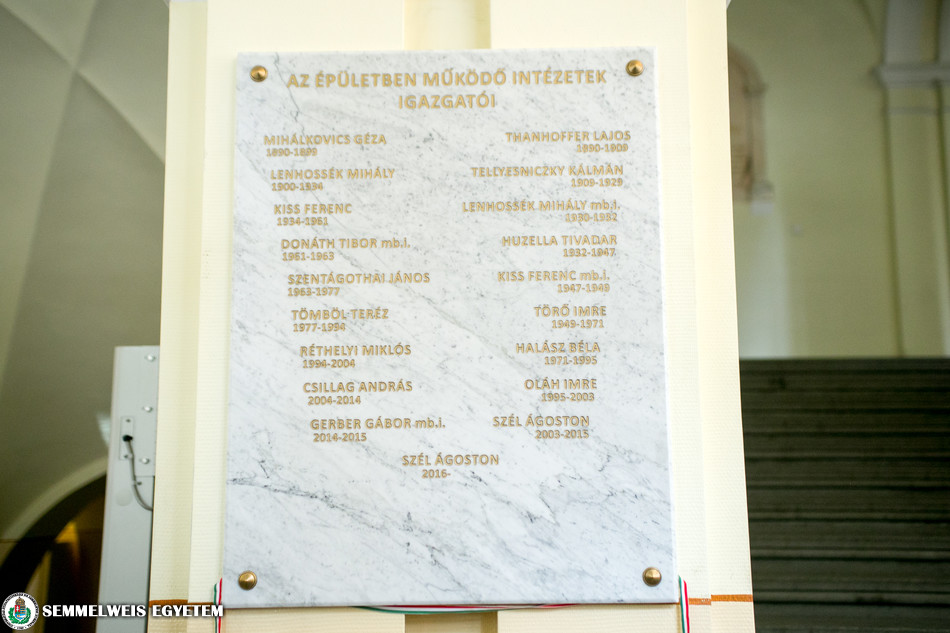 AZ ÉPÜLETBEN MŰKÖDŐ INTÉZETEK
IGAZGATÓI
MIHÁLKOVICS GÉZA
1890-1899
LENHOSSÉK MIHÁLY
1900-1934
KISS FERENC
1934-1961
DONÁTH TIBOR mb.i.
1961-1963
SZENTÁGOTHAI JÁNOS
1963-1977
TÖMBÖL TERÉZ
1977-1994
RÉTHELYI MIKLÓS
1994-2004
CSILLAG ANDRÁS
2004-2014
GERBER GÁBOR mb.i.
2014-2015
THANHOFFER LAJOS
1890-1909
TELLYESNICZKY KÁLMÁN
1909-1929
LENHOSSÉK MIHÁLY mb.i.
1930-1932
HUZELLA TIVADAR
1932-1947
KISS FERENC mb.i.
1947-1949
TÖRŐ IMRE
1949-1971
HALÁSZ BÉLA
1971-1995
OLÁH IMRE
1995-2003
SZÉL ÁGOSTON
2003-2015
SZÉL ÁGOSTON
2016-
SEMMELWEIS EGYETEM